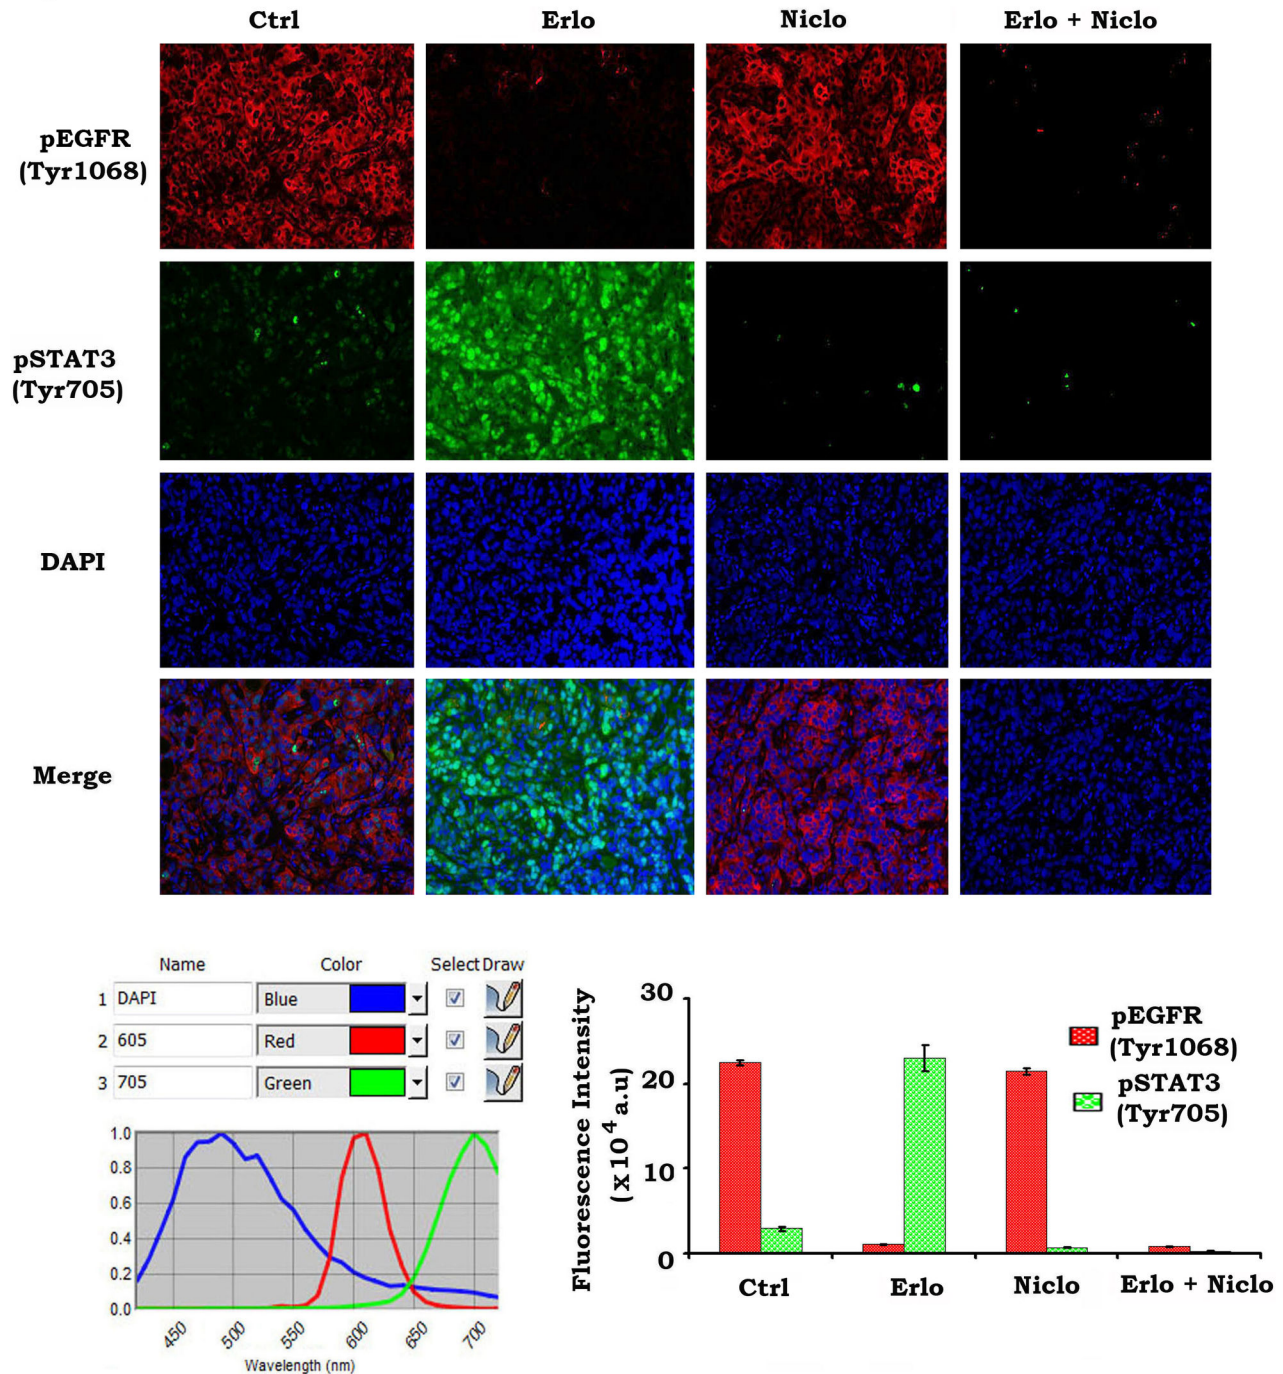 Ctrl
Erlo
Niclo
Erlo + Niclo
pEGFR
(Tyr1068)
pSTAT3
(Tyr705)
DAPI
Merge
Name Color Select Draw
1 DAPI Blue
2 605 Red
3 705 Green
1.0
0.8
0.6
0.4
0.2
0.0
450 500 550 600 650 700
Wavelength (nm)
Fluorescence Intensity
(x 10 4 a.u)
30
20
10
0
pEGFR
(Tyr1068)
pSTAT3
(Tyr705)
Ctrl
Erlo
Niclo
Erlo + Niclo